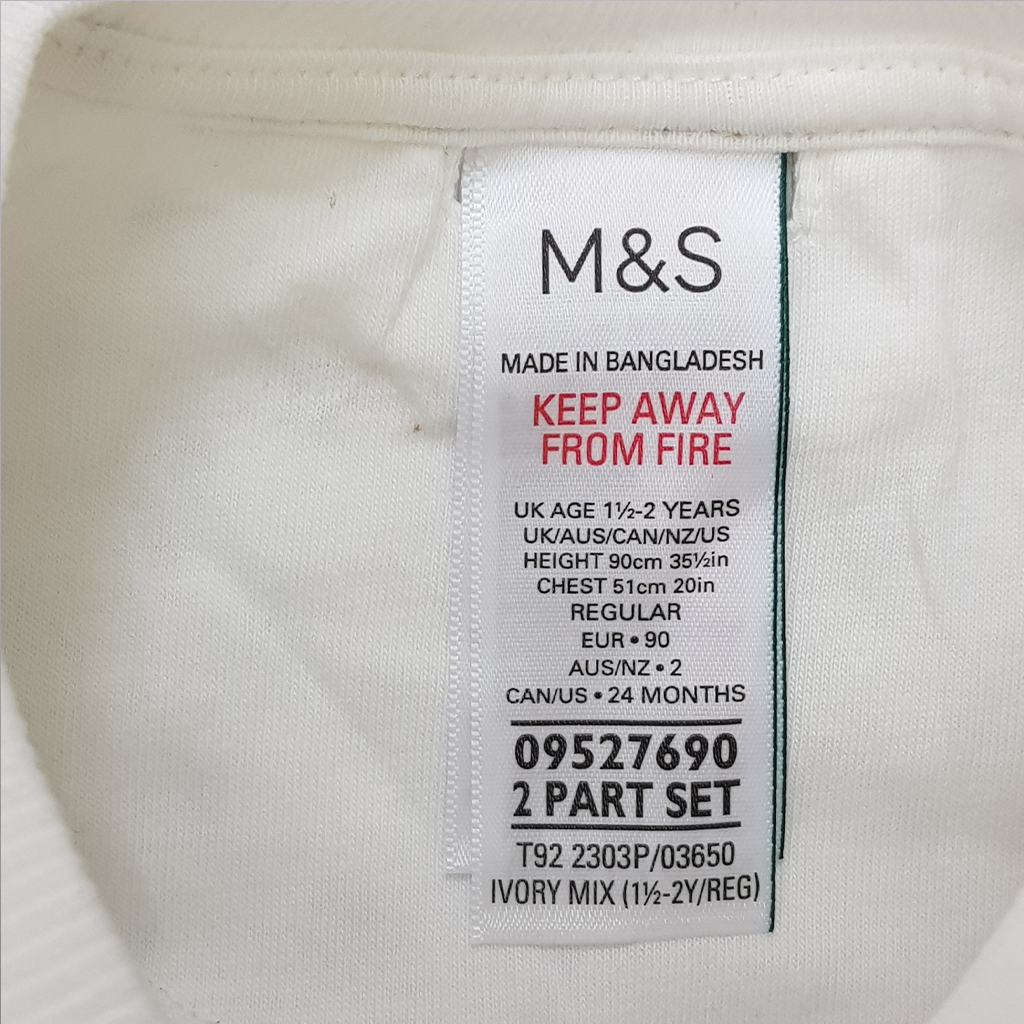 M&S
MADE IN BANGLADESH
KEEP AWAY
FROM FIRE
UK AGE 1½-2 YEARS
UK/AUS/CAN/NZ/US
HEIGHT 90cm 35½in
CHEST 51cm 20in
REGULAR
EUR • 90
AUS/NZ • 2
CAN/US • 24 MONTHS
09527690
2 PART SET
T92 2303P/03650
IVORY MIX (1½-2Y/REG)